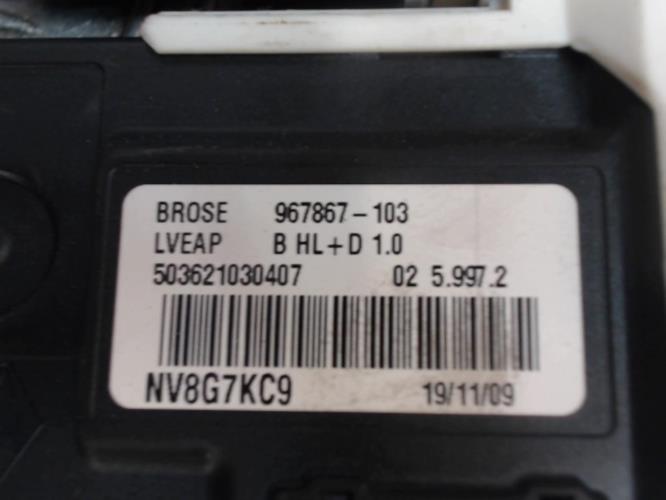 BROSE 967867-103
LVEAP B HL+D 1.0
503621030407 02 5.997.2
NV8G7KC9 19/11/09